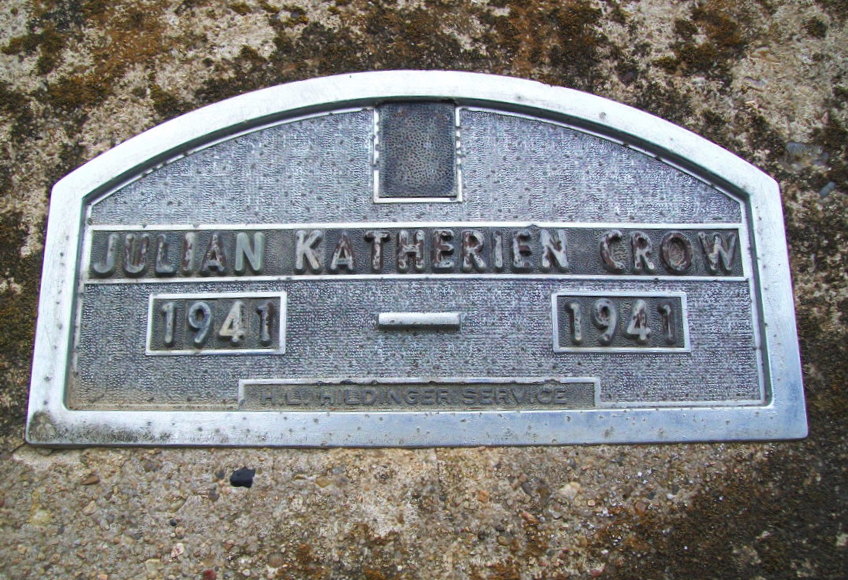 JULIAN KATHERIEN CROW
1941 — 1941
H.L. HILDINGER SERVICE